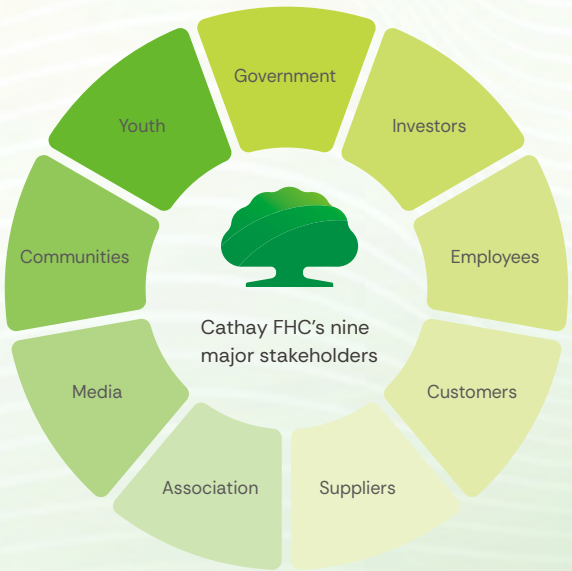 Government
Youth
Investors
Communities
Employees
Cathay FHC's nine
major stakeholders
Media
Customers
Association
Suppliers